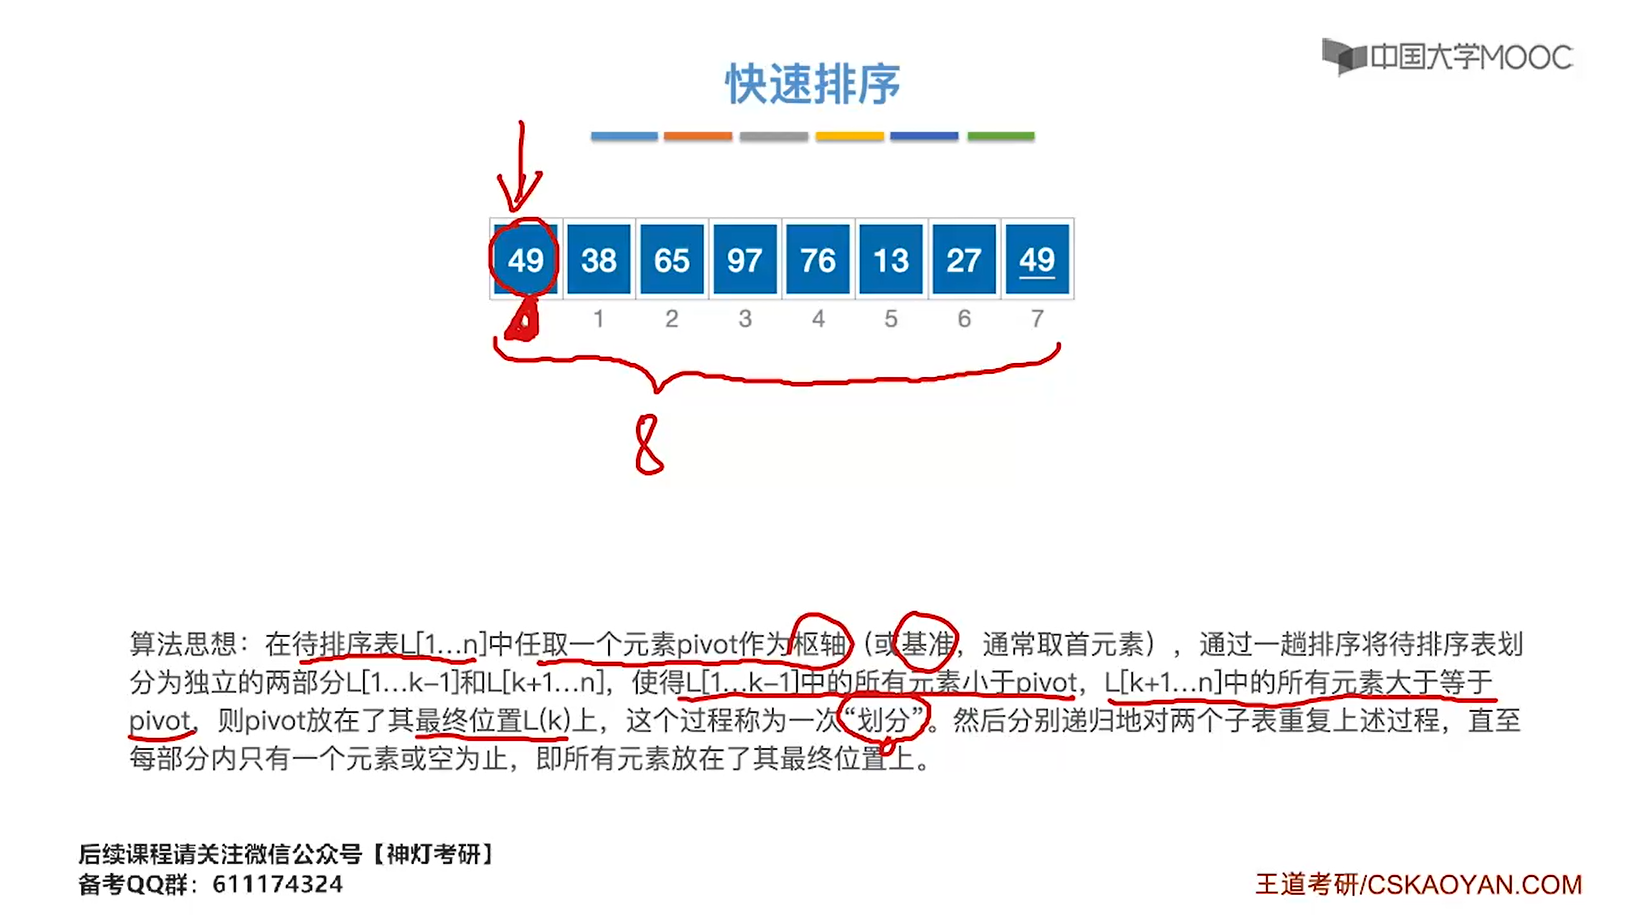 中国大学MOOC
快速排序
49 38 65 97 76 13 27 49
1 2 3 4 5 6 7
8
算法思想：在待排序表L[1…n]中任取一个元素pivot作为枢轴（或基准，通常取首元素），通过一趟排序将待排序表划
分为独立的两部分L[1…k-1]和L[k+1…n]，使得L[1…k-1]中的所有元素小于pivot，L[k+1…n]中的所有元素大于等于
pivot，则pivot放在了其最终位置L(k)上，这个过程称为一次“划分”。然后分别递归地对两个子表重复上述过程，直至
每部分内只有一个元素或空为止，即所有元素放在了其最终位置上。
后续课程请关注微信公众号【神灯考研】
备考QQ群：611174324
王道考研/CSKAOYAN.COM